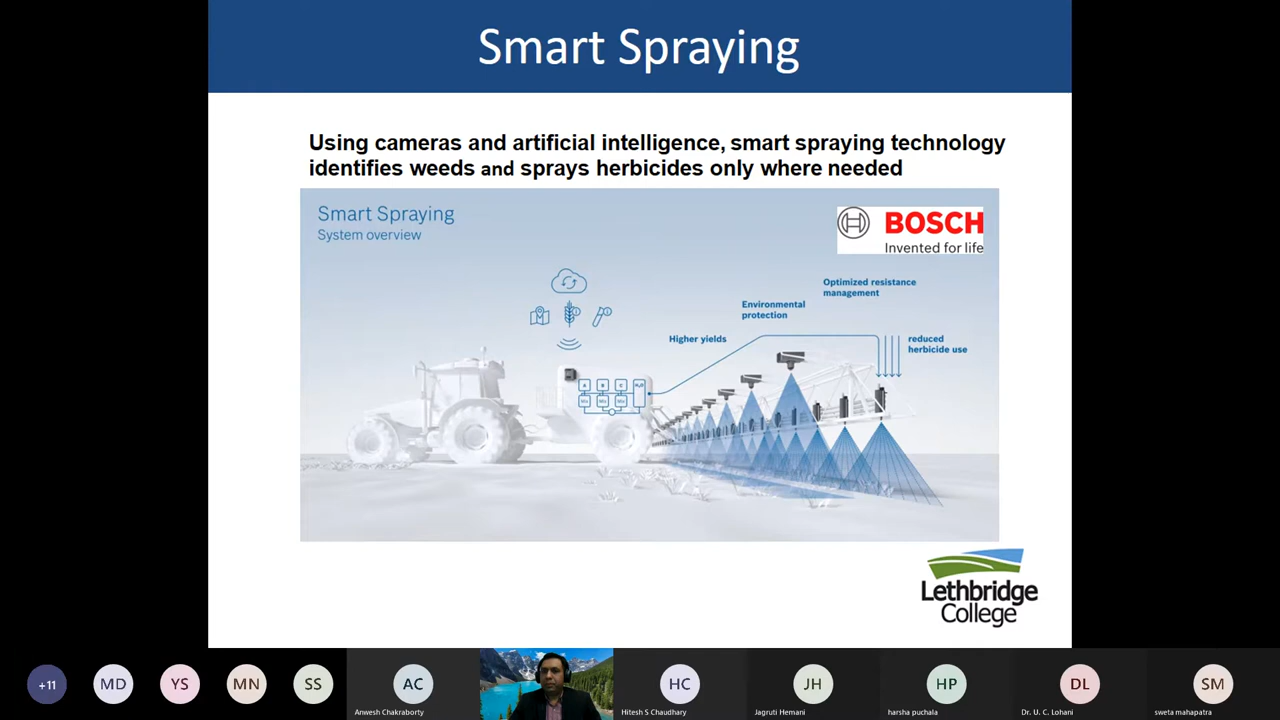 Smart Spraying
Using cameras and artificial intelligence, smart spraying technology
identifies weeds and sprays herbicides only where needed
Smart Spraying
System overview
BOSCH
Invented for life
Optimized resistance
management
Environmental
protection
Higher yields
reduced
herbicide use
A B C H₂O
Lethbridge
College
+11
MD
YS
MN
SS
AC
Anwesh Chakraborty
HC
Hitesh S Chaudhary
JH
Jagruti Hemani
HP
harsha puchala
DL
Dr. U. C. Lohani
SM
sweta mahapatra